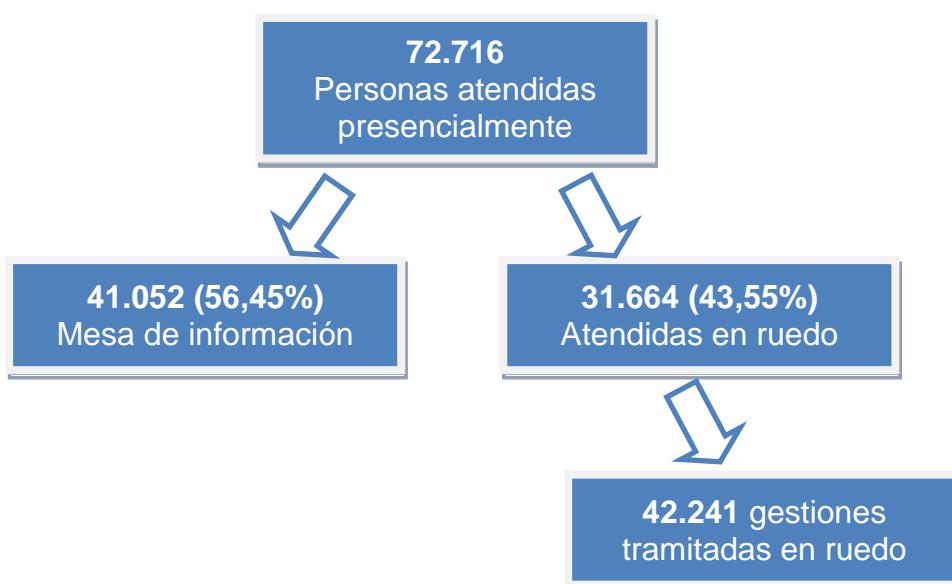 72.716
Personas atendidas
presencialmente
41.052 (56,45%)
Mesa de información
31.664 (43,55%)
Atendidas en ruedo
42.241 gestiones
tramitadas en ruedo